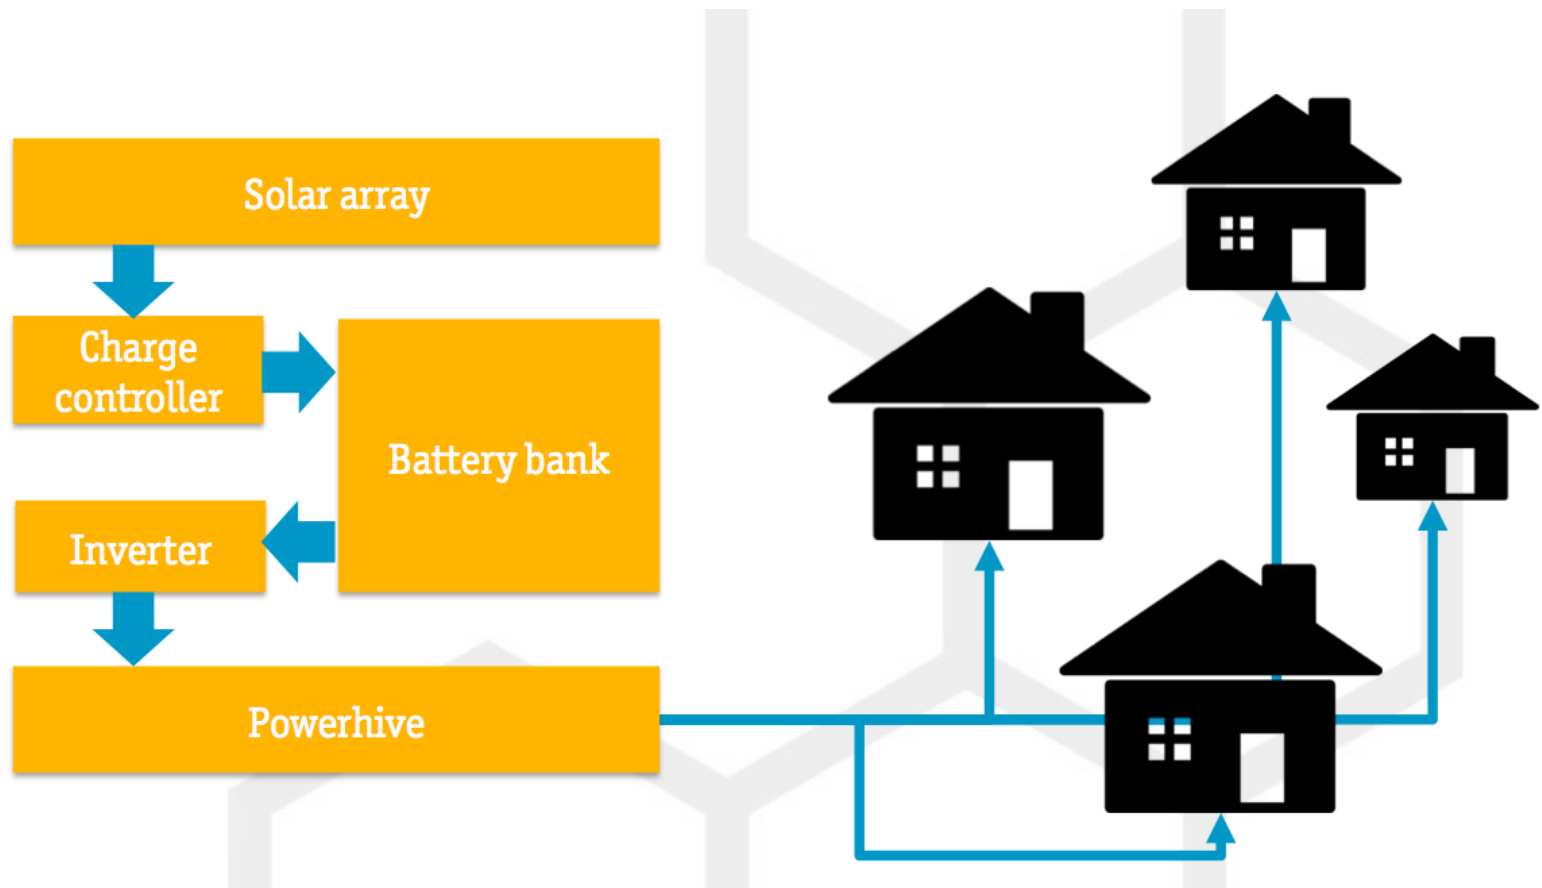 Solar array
Charge
controller
Battery bank
Inverter
Powerhive